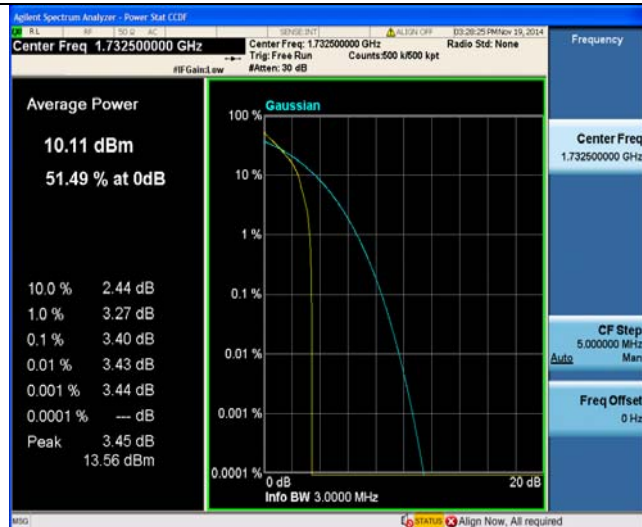 Agilent Spectrum Analyzer - Power Stat CCDF
RL RF 50 Ω AC SENSE:INT ALIGN OFF 03:28:25 PM Nov 19, 2014
Center Freq 1.732500000 GHz
Center Freq: 1.732500000 GHz Radio Std: None
Trig: Free Run Counts:500 k/500 kpt
#IFGain:Low #Atten: 30 dB
Frequency
Average Power
10.11 dBm
51.49 % at 0dB
10.0 % 2.44 dB
1.0 % 3.27 dB
0.1 % 3.40 dB
0.01 % 3.43 dB
0.001 % 3.44 dB
0.0001 % --- dB
Peak 3.45 dB
13.56 dBm
Gaussian
100 %
10 %
1 %
0.1 %
0.01 %
0.001 %
0.0001 %
0 dB 20 dB
Info BW 3.0000 MHz
Center Freq
1.732500000 GHz
CF Step
5.000000 MHz
Auto Man
Freq Offset
0 Hz
MSG STATUS Align Now, All required